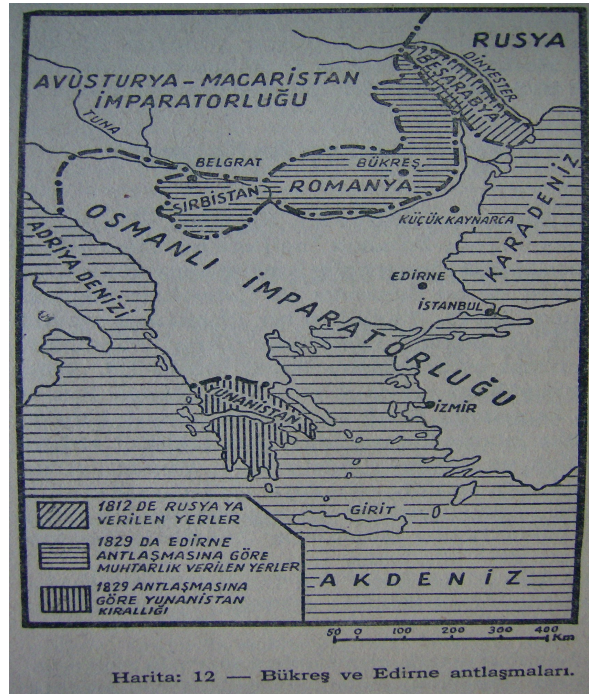 RUSYA
AVUSTURYA – MACARİSTAN
İMPARATORLUĞU
BESARABYA
DİNYESTER
TUNA
BELGRAT
BÜKREŞ
SIRBİSTAN
ROMANYA
KÜÇÜK KAYNARCA
KARADENİZ
OSMANLI İMPARATORLUĞU
ADRİYA DENİZİ
EDİRNE
İSTANBUL
YUNANİSTAN
İZMİR
GİRİT
AKDENİZ
1812 DE RUSYA YA
VERİLEN YERLER
1829 DA EDİRNE
ANTLAŞMASINA GÖRE
MUHTARLIK VERİLEN YERLER
1829 ANTLAŞMASINA
GÖRE YUNANİSTAN
KIRALLIĞI
50 0 100 200 300 400
Km
Harita: 12 — Bükreş ve Edirne antlaşmaları.